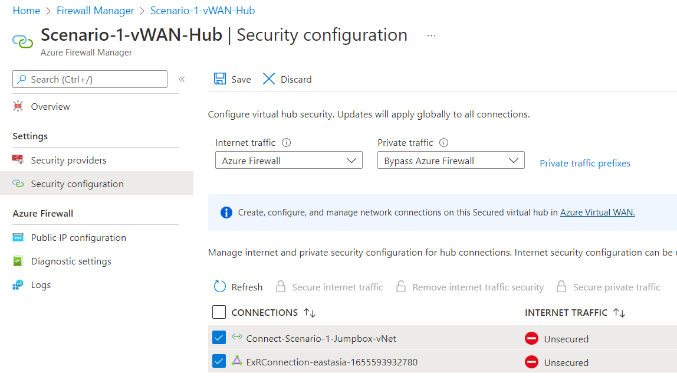 Home > Firewall Manager > Scenario-1-vWAN-Hub
Scenario-1-vWAN-Hub | Security configuration ...
Azure Firewall Manager
Search (Ctrl+/)
«
Save
Discard
Overview
Configure virtual hub security. Updates will apply globally to all connections.
Settings
Internet traffic
Private traffic
Security providers
Azure Firewall
Bypass Azure Firewall
Private traffic prefixes
Security configuration
Azure Firewall
Create, configure, and manage network connections on this Secured virtual hub in Azure Virtual WAN.
Public IP configuration
Diagnostic settings
Manage internet and private security configuration for hub connections. Internet security configuration can be
Logs
Refresh
Secure internet traffic
Remove internet traffic security
Secure private traffic
CONNECTIONS ↑↓
INTERNET TRAFFIC ↑↓
Connect-Scenario-1-Jumpbox-vNet
Unsecured
ExRConnection-eastasia-1655593932780
Unsecured